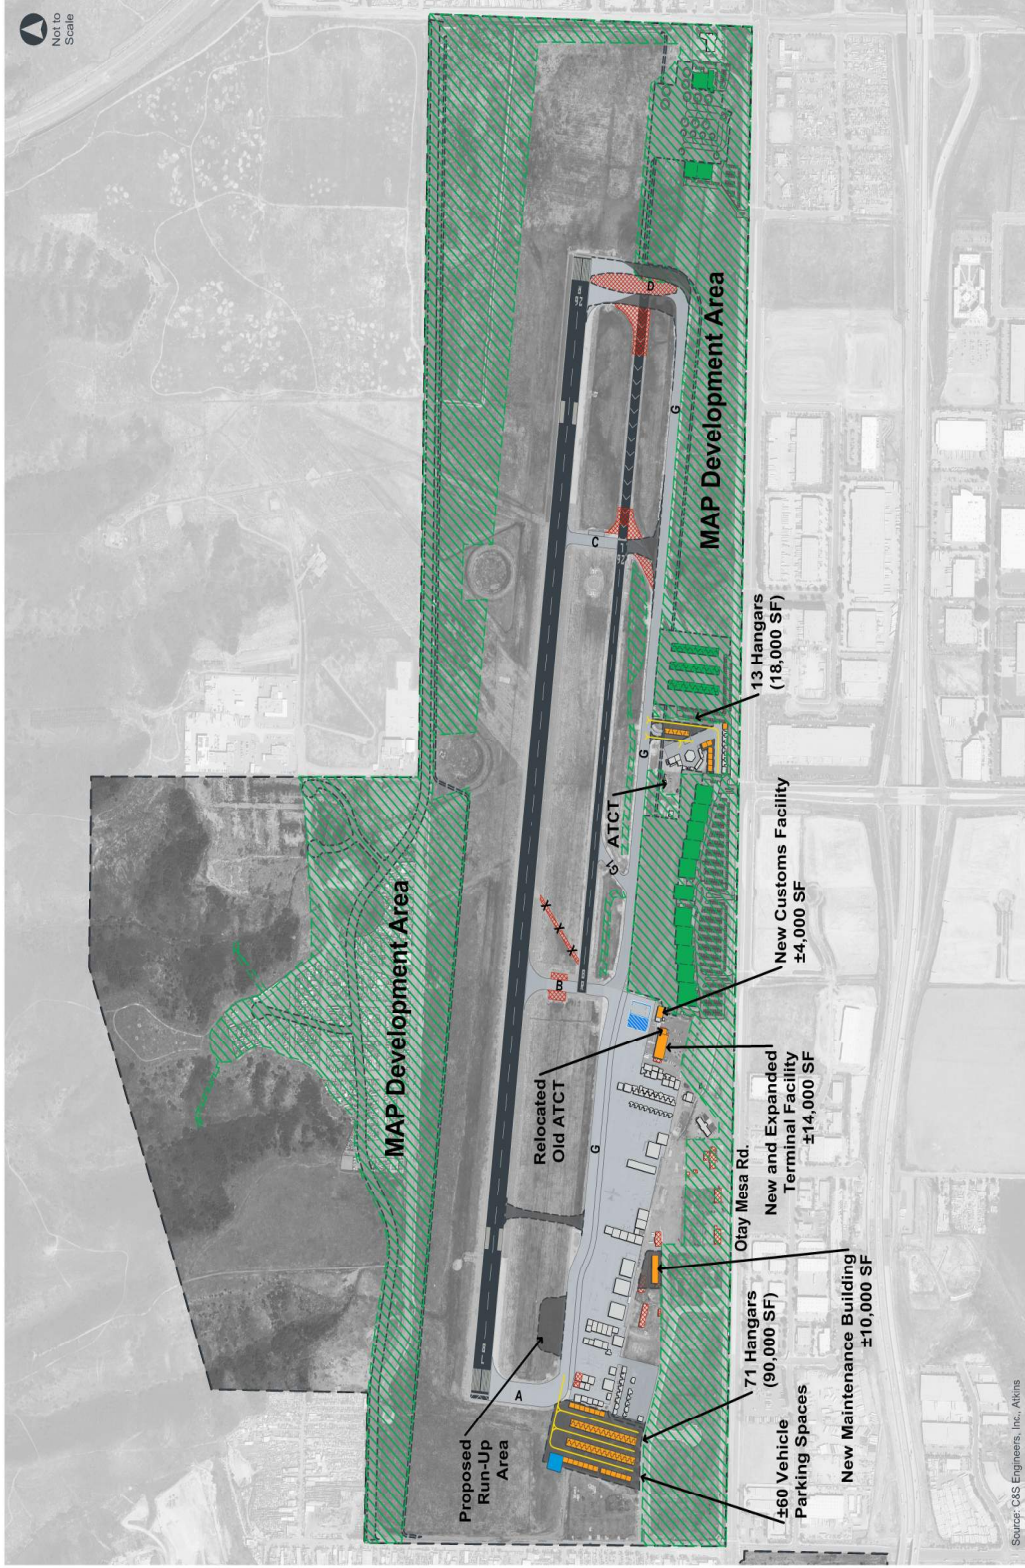 Not to
Scale
MAP Development Area
MAP Development Area
D
G
C
G
G
B
G
A
13 Hangars
(18,000 SF)
ATCT
New Customs Facility
±4,000 SF
Relocated
Old ATCT
New and Expanded
Terminal Facility
±14,000 SF
Otay Mesa Rd.
New Maintenance Building
±10,000 SF
71 Hangars
(90,000 SF)
±60 Vehicle
Parking Spaces
Proposed
Run-Up
Area
Source: C&S Engineers, Inc., Atkins